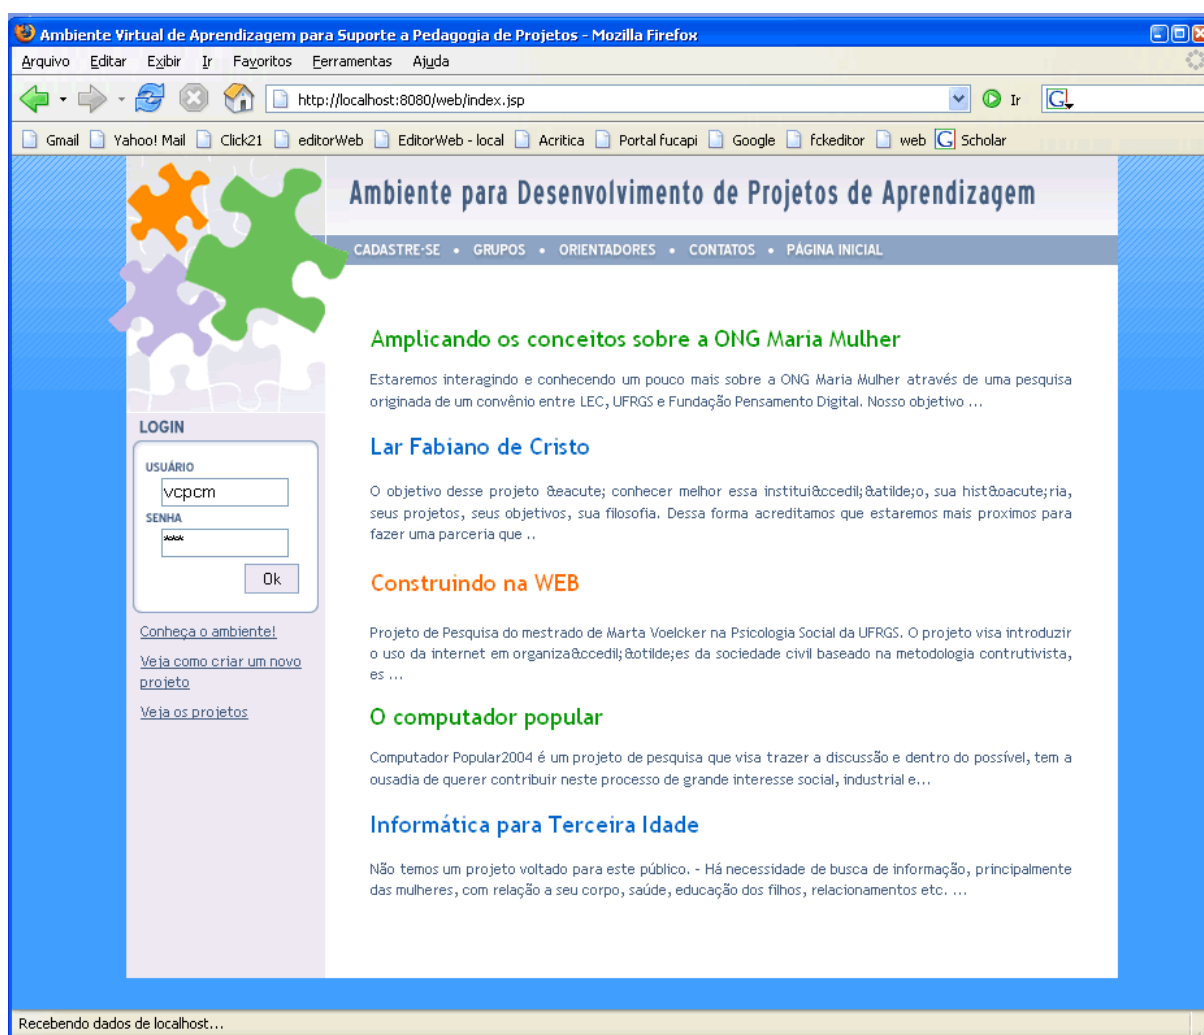 Ambiente Virtual de Aprendizagem para Suporte a Pedagogia de Projetos - Mozilla Firefox
Arquivo Editar Exibir Ir Favoritos Ferramentas Ajuda
http://localhost:8080/web/index.jsp Ir G
Gmail Yahoo! Mail Click21 editorWeb EditorWeb - local Acritica Portal fucapi Google fckeditor web G Scholar
Ambiente para Desenvolvimento de Projetos de Aprendizagem
CADASTRE-SE • GRUPOS • ORIENTADORES • CONTATOS • PÁGINA INICIAL
LOGIN
USUÁRIO
vcpcm
SENHA
****
Ok
Conheça o ambiente!
Veja como criar um novo
projeto
Veja os projetos
Amplicando os conceitos sobre a ONG Maria Mulher
Estaremos interagindo e conhecendo um pouco mais sobre a ONG Maria Mulher através de uma pesquisa
originada de um convênio entre LEC, UFRGS e Fundação Pensamento Digital. Nosso objetivo ...
Lar Fabiano de Cristo
O objetivo desse projeto &eacute; conhecer melhor essa institui&ccedil;&atilde;o, sua hist&oacute;ria,
seus projetos, seus objetivos, sua filosofia. Dessa forma acreditamos que estaremos mais proximos para
fazer uma parceria que ..
Construindo na WEB
Projeto de Pesquisa do mestrado de Marta Voelcker na Psicologia Social da UFRGS. O projeto visa introduzir
o uso da internet em organiza&ccedil;&otilde;es da sociedade civil baseado na metodologia contrutivista,
es ...
O computador popular
Computador Popular2004 é um projeto de pesquisa que visa trazer a discussão e dentro do possível, tem a
ousadia de querer contribuir neste processo de grande interesse social, industrial e...
Informática para Terceira Idade
Não temos um projeto voltado para este público. - Há necessidade de busca de informação, principalmente
das mulheres, com relação a seu corpo, saúde, educação dos filhos, relacionamentos etc. ...
Recebendo dados de localhost...